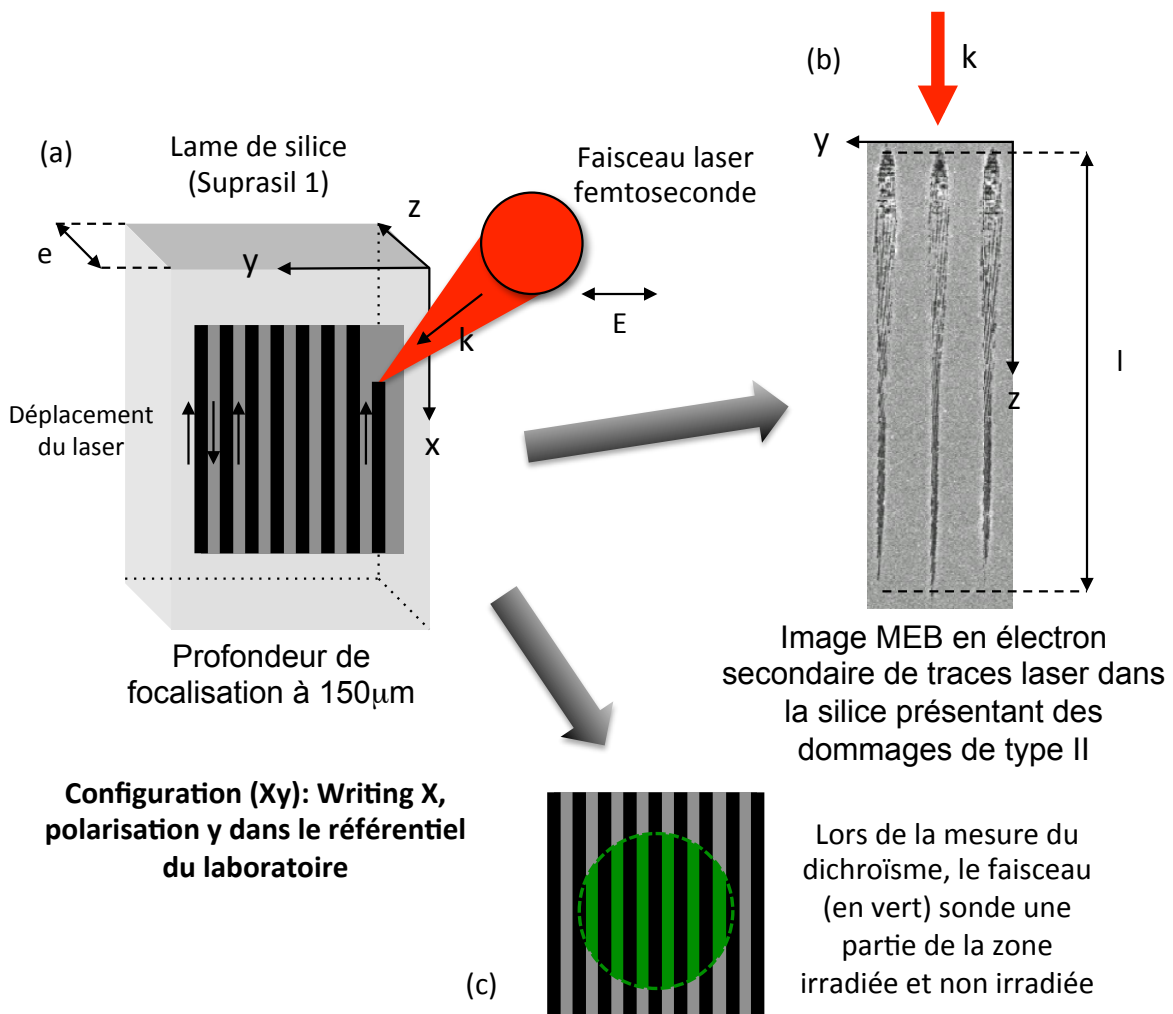 (a)
Lame de silice
(Suprasil 1)
Faisceau laser
femtoseconde
z
e
y
k
E
x
Déplacement
du laser
Profondeur de
focalisation à 150μm
(b)
k
y
z
l
Image MEB en électron
secondaire de traces laser dans
la silice présentant des
dommages de type II
Configuration (Xy): Writing X,
polarisation y dans le référentiel
du laboratoire
(c)
Lors de la mesure du
dichroïsme, le faisceau
(en vert) sonde une
partie de la zone
irradiée et non irradiée